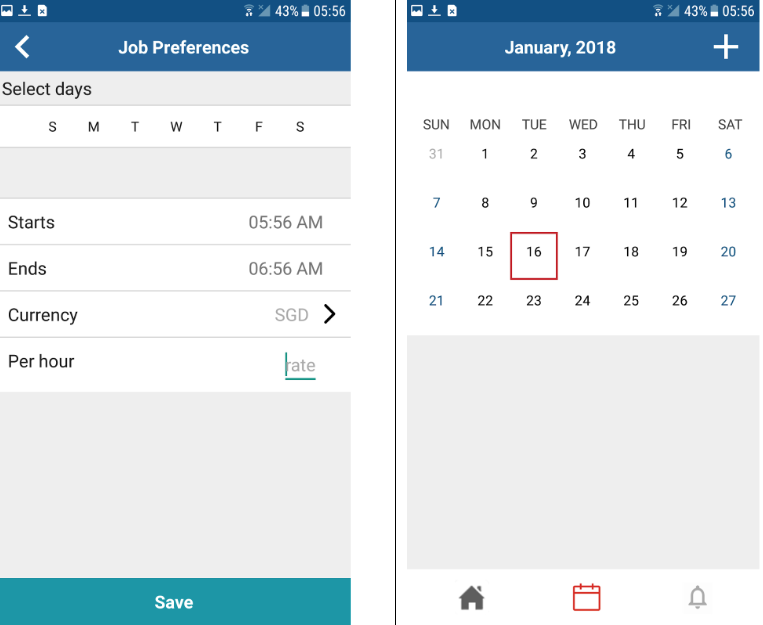 43% 05:56
Job Preferences
Select days
S M T W T F S
Starts 05:56 AM
Ends 06:56 AM
Currency SGD
Per hour rate
Save
43% 05:56
January, 2018
SUN MON TUE WED THU FRI SAT
31 1 2 3 4 5 6
7 8 9 10 11 12 13
14 15 16 17 18 19 20
21 22 23 24 25 26 27